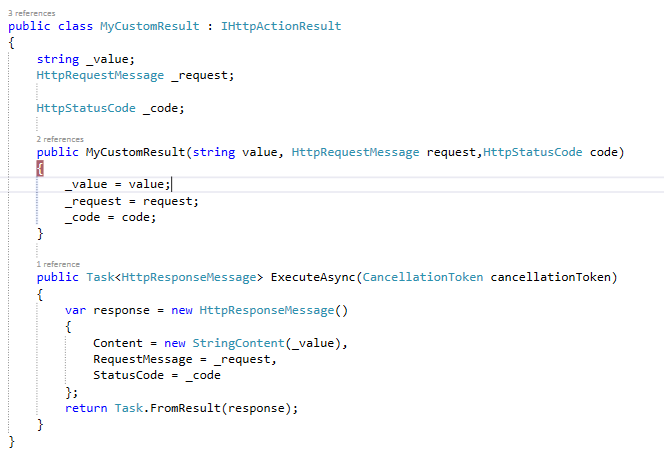 3 references
public class MyCustomResult : IHttpActionResult
{
string _value;
HttpRequestMessage _request;
HttpStatusCode _code;
2 references
public MyCustomResult(string value, HttpRequestMessage request,HttpStatusCode code)
{
_value = value;
_request = request;
_code = code;
}
1 reference
public Task<HttpResponseMessage> ExecuteAsync(CancellationToken cancellationToken)
{
var response = new HttpResponseMessage()
{
Content = new StringContent(_value),
RequestMessage = _request,
StatusCode = _code
};
return Task.FromResult(response);
}
}